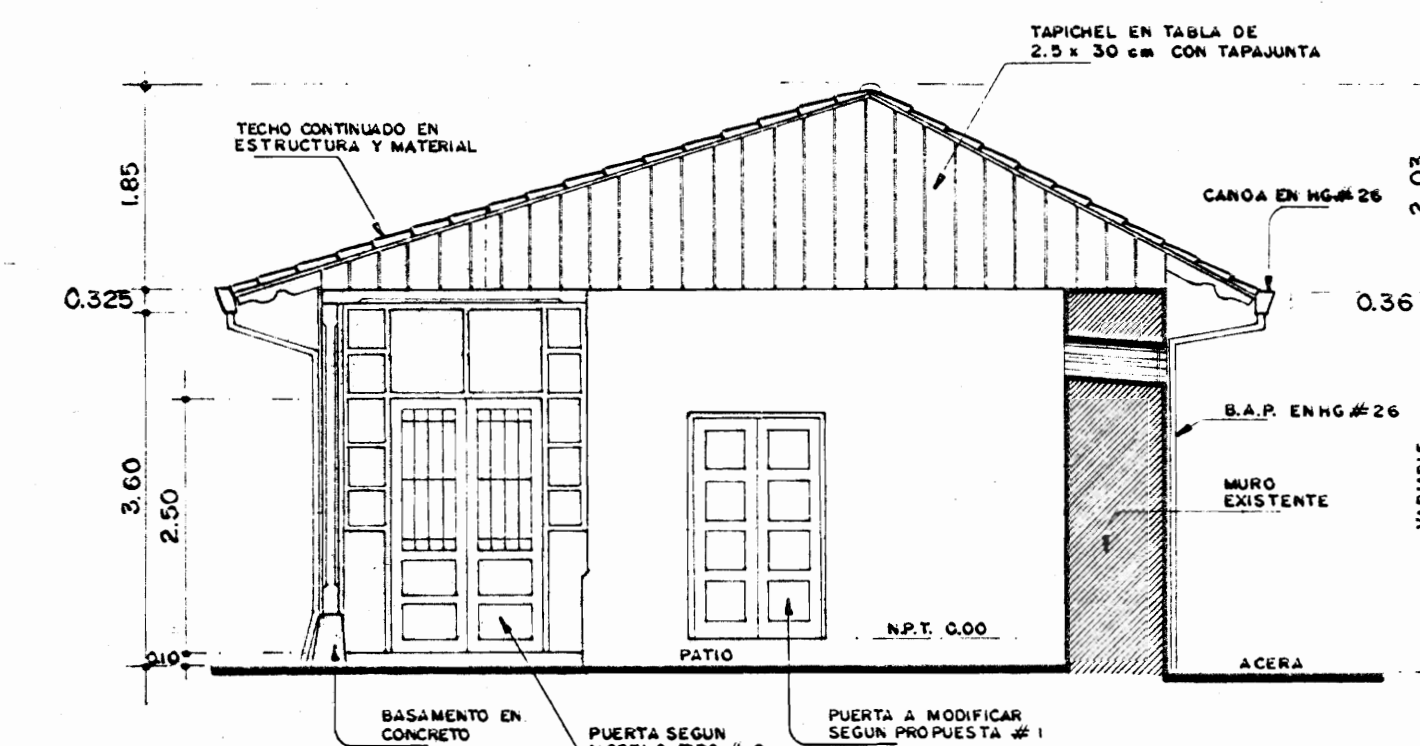 TAPICHEL EN TABLA DE
2.5 x 30 cm CON TAPAJUNTA
TECHO CONTINUADO EN
ESTRUCTURA Y MATERIAL
1.85
CANOA EN HG.# 26
0.325
0.36
B.A.P. EN HG # 26
3.60
2.50
MURO
EXISTENTE
N.P.T. 0.00
PATIO
0.10
ACERA
BASAMENTO EN
CONCRETO
PUERTA SEGUN
PUERTA A MODIFICAR
SEGUN PROPUESTA # 1